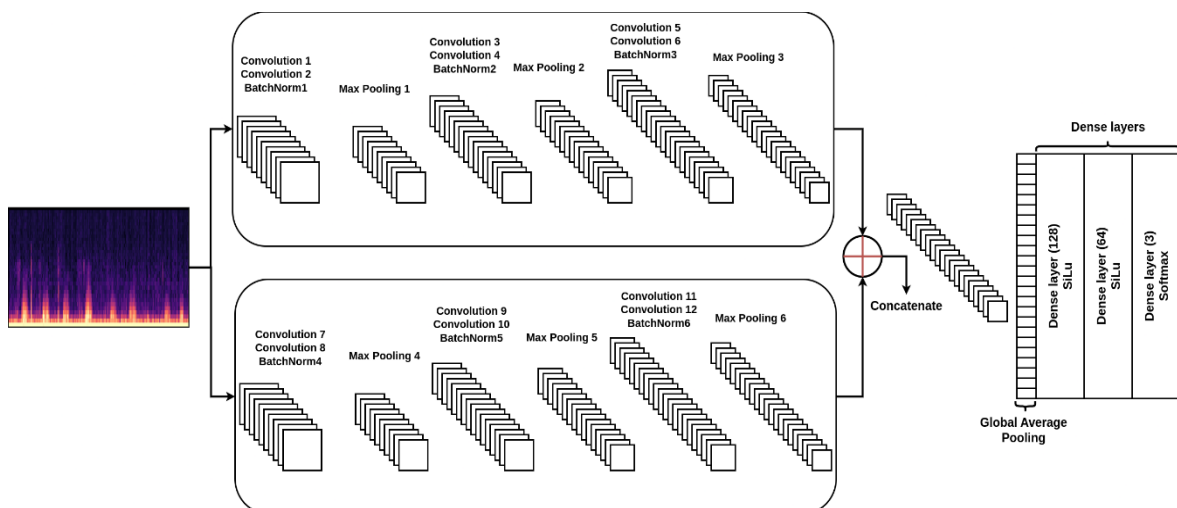 Convolution 1
Convolution 2
BatchNorm1
Max Pooling 1
Convolution 3
Convolution 4
BatchNorm2
Max Pooling 2
Convolution 5
Convolution 6
BatchNorm3
Max Pooling 3
Convolution 7
Convolution 8
BatchNorm4
Max Pooling 4
Convolution 9
Convolution 10
BatchNorm5
Max Pooling 5
Convolution 11
Convolution 12
BatchNorm6
Max Pooling 6
Concatenate
Dense layers
Dense layer (128)
SiLu
Dense layer (64)
SiLu
Dense layer (3)
Softmax
Global Average
Pooling